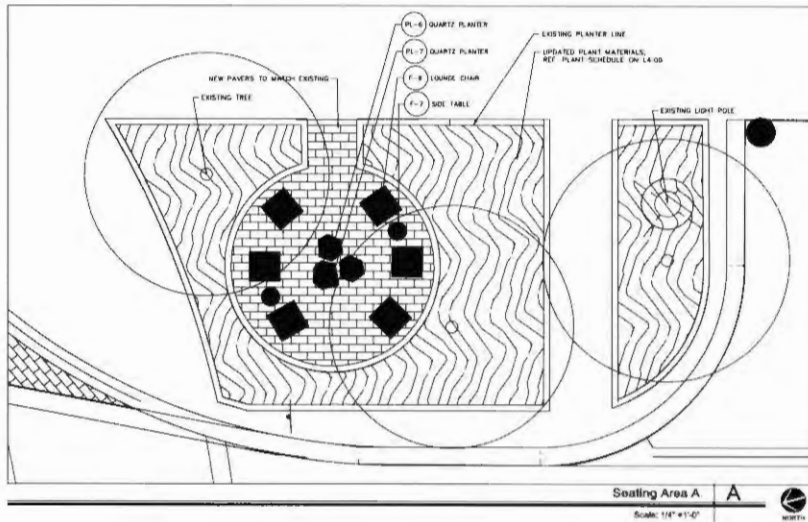 PL-6 QUARTZ PLANTER
PL-7 QUARTZ PLANTER
F-8 LOUNGE CHAIR
F-7 SIDE TABLE
EXISTING PLANTER LINE
UPDATED PLANT MATERIALS,
REF. PLANT SCHEDULE ON L4.00
NEW PAVERS TO MATCH EXISTING
EXISTING TREE
EXISTING LIGHT POLE
Seating Area A
A
Scale: 1/4" =1'-0"
NORTH